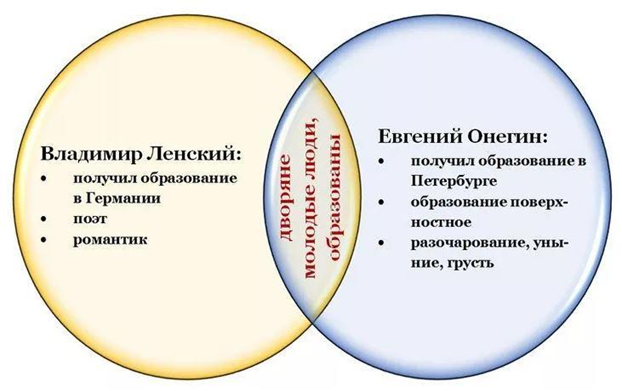 Владимир Ленский:
• получил образование
в Германии
• поэт
• романтик
дворяне
молодые люди,
образованы
Евгений Онегин:
• получил образование в
Петербурге
• образование поверх-
ностное
• разочарование, уны-
ние, грусть